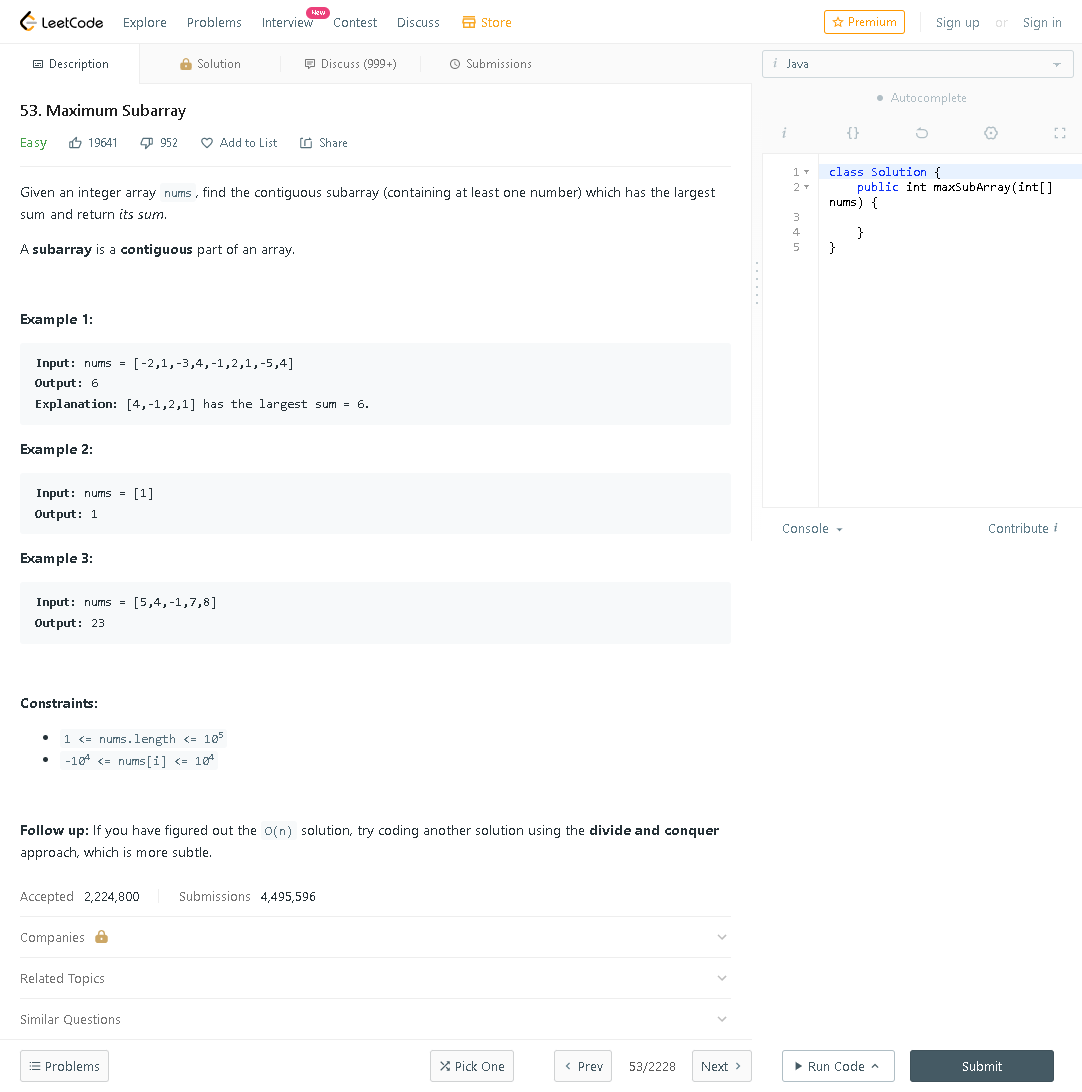 LeetCode Explore Problems Interview New Contest Discuss Store Premium Sign up or Sign in
Description Solution Discuss (999+) Submissions
53. Maximum Subarray
Easy 19641 952 Add to List Share
Given an integer array nums, find the contiguous subarray (containing at least one number) which has the largest
sum and return its sum.
A subarray is a contiguous part of an array.
Example 1:
Input: nums = [-2,1,-3,4,-1,2,1,-5,4]
Output: 6
Explanation: [4,-1,2,1] has the largest sum = 6.
Example 2:
Input: nums = [1]
Output: 1
Example 3:
Input: nums = [5,4,-1,7,8]
Output: 23
Constraints:
1 <= nums.length <= 10⁵
-10⁴ <= nums[i] <= 10⁴
Follow up: If you have figured out the O(n) solution, try coding another solution using the divide and conquer
approach, which is more subtle.
Accepted 2,224,800 Submissions 4,495,596
Companies
Related Topics
Similar Questions
Problems Pick One Prev 53/2228 Next
i Java
Autocomplete
i {}
1 class Solution {
2 public int maxSubArray(int[]
nums) {
3
4 }
5 }
Console Contribute i
Run Code Submit